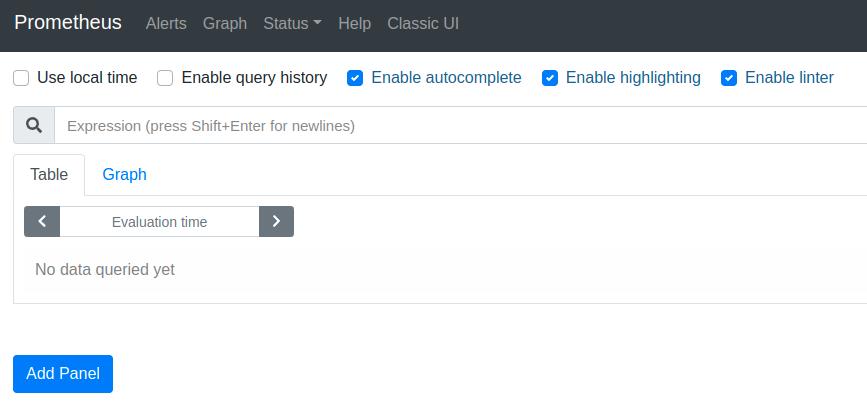 Prometheus Alerts Graph Status Help Classic UI
Use local time Enable query history Enable autocomplete Enable highlighting Enable linter
Expression (press Shift+Enter for newlines)
Table Graph
Evaluation time
No data queried yet
Add Panel